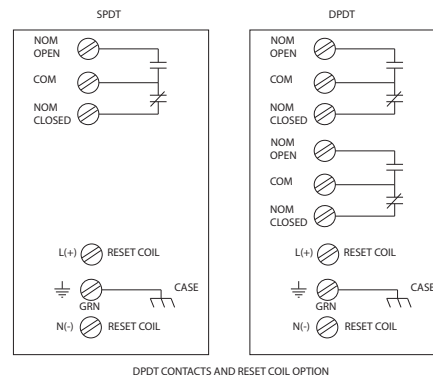 SPDT
NOM
OPEN
COM
NOM
CLOSED
L(+) RESET COIL
CASE
GRN
N(-) RESET COIL
DPDT
NOM
OPEN
COM
NOM
CLOSED
NOM
OPEN
COM
NOM
CLOSED
L(+) RESET COIL
CASE
GRN
N(-) RESET COIL
DPDT CONTACTS AND RESET COIL OPTION